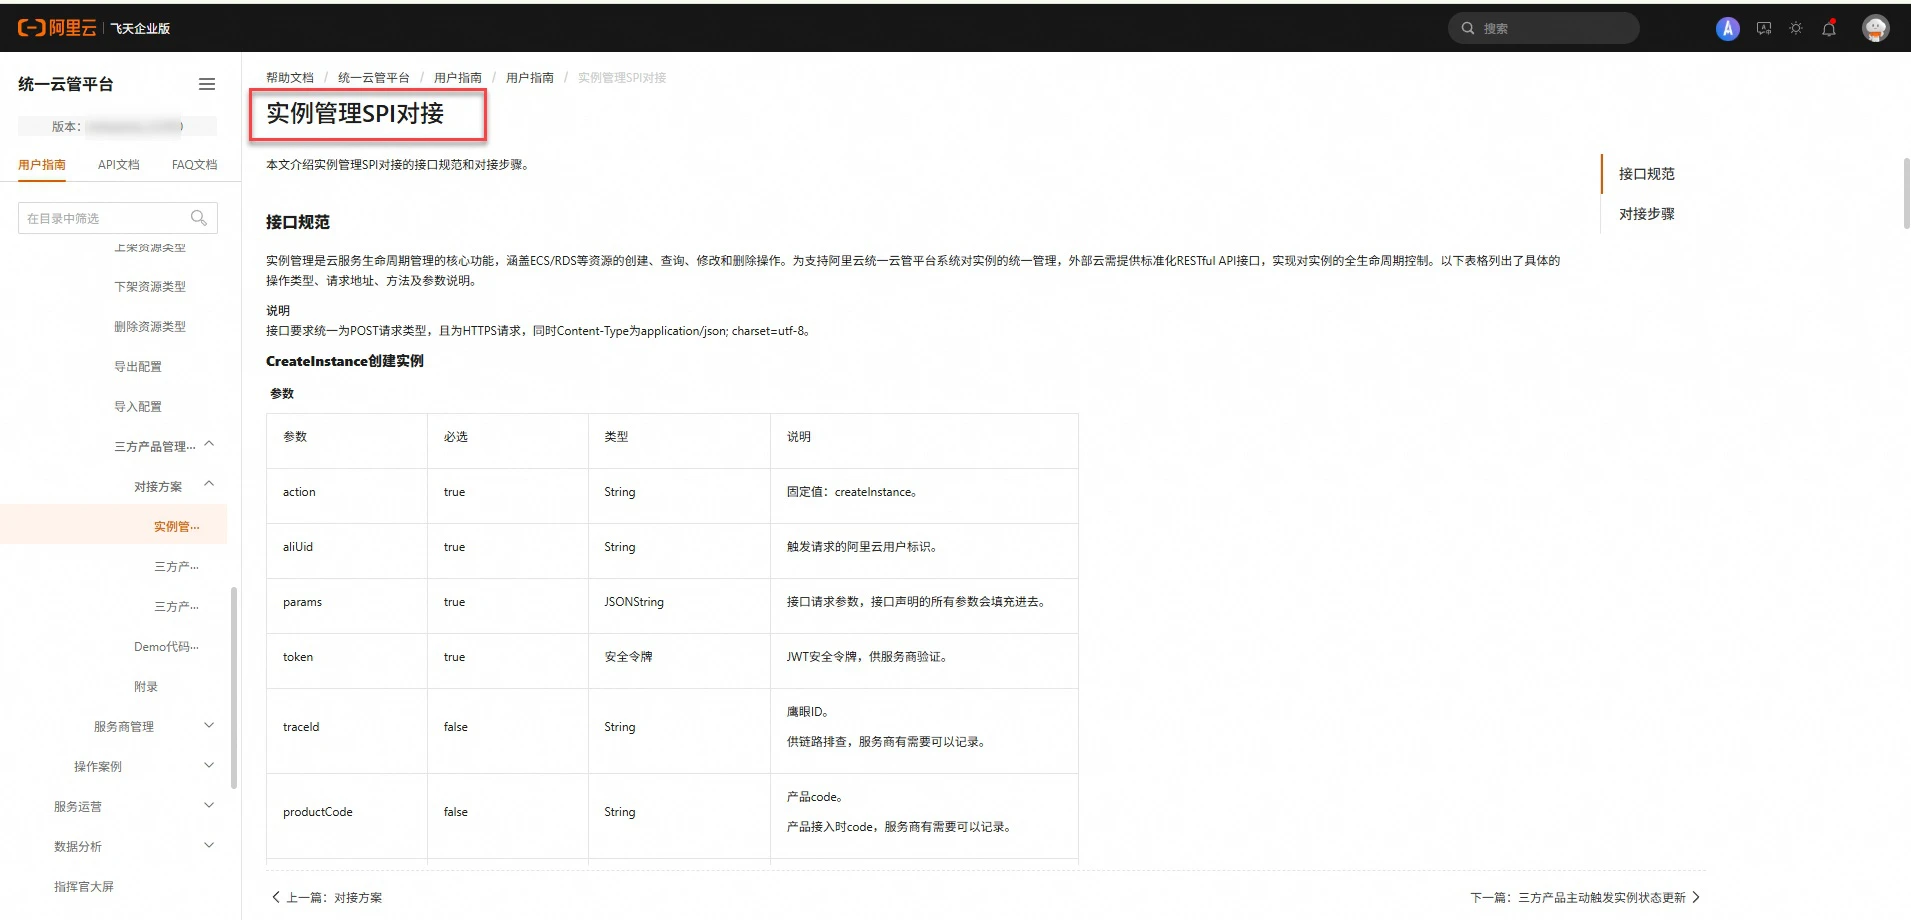 阿里云 | 飞天企业版
搜索
统一云管平台
版本：
用户指南
API文档
FAQ文档
在目录中筛选
上架资源类型
下架资源类型
删除资源类型
导出配置
导入配置
三方产品管理...
对接方案
实例管...
三方产...
三方产...
Demo代码...
附录
服务商管理
操作案例
服务运营
数据分析
指挥官大屏
帮助文档 / 统一云管平台 / 用户指南 / 用户指南 / 实例管理SPI对接
实例管理SPI对接
本文介绍实例管理SPI对接的接口规范和对接步骤。
接口规范
实例管理是云服务生命周期管理的核心功能，涵盖ECS/RDS等资源的创建、查询、修改和删除操作。为支持阿里云统一云管平台系统对实例的统一管理，外部云需提供标准化RESTful API接口，实现对实例的全生命周期控制。以下表格列出了具体的
操作类型、请求地址、方法及参数说明。
说明
接口要求统一为POST请求类型，且为HTTPS请求，同时Content-Type为application/json; charset=utf-8。
CreateInstance创建实例
参数
参数 必选 类型 说明
action true String 固定值：createInstance。
aliUid true String 触发请求的阿里云用户标识。
params true JSONString 接口请求参数，接口声明的所有参数会填充进去。
token true 安全令牌 JWT安全令牌，供服务商验证。
traceId false String 鹰眼ID。
供链路排查，服务商有需要可以记录。
productCode false String 产品code。
产品接入时code，服务商有需要可以记录。
上一篇：对接方案
下一篇：三方产品主动触发实例状态更新
接口规范
对接步骤